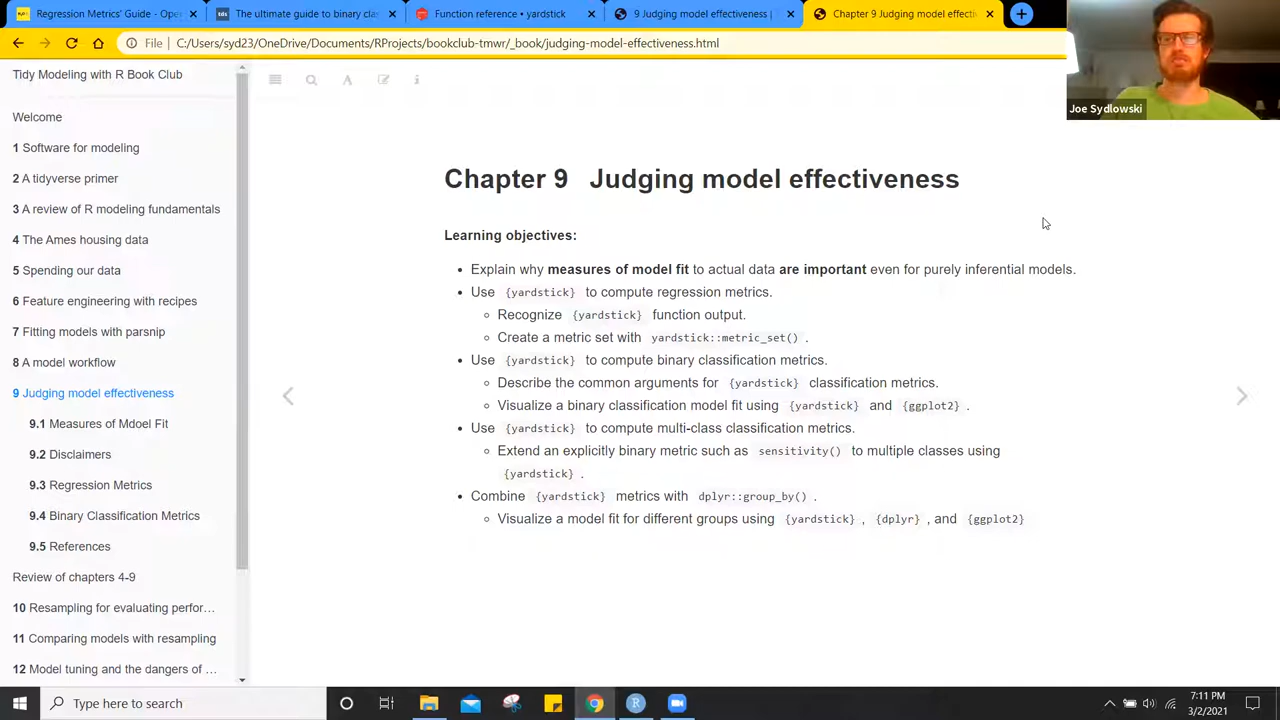 Regression Metrics' Guide - Ope
The ultimate guide to binary cla
Function reference • yardstick
9 Judging model effectiveness |
Chapter 9 Judging model effecti
File | C:/Users/syd23/OneDrive/Documents/RProjects/bookclub-tmwr/_book/judging-model-effectiveness.html
Joe Sydlowski
Tidy Modeling with R Book Club
Welcome
1 Software for modeling
2 A tidyverse primer
3 A review of R modeling fundamentals
4 The Ames housing data
5 Spending our data
6 Feature engineering with recipes
7 Fitting models with parsnip
8 A model workflow
9 Judging model effectiveness
9.1 Measures of Mdoel Fit
9.2 Disclaimers
9.3 Regression Metrics
9.4 Binary Classification Metrics
9.5 References
Review of chapters 4-9
10 Resampling for evaluating perfor…
11 Comparing models with resampling
12 Model tuning and the dangers of …
Chapter 9 Judging model effectiveness
Learning objectives:
• Explain why measures of model fit to actual data are important even for purely inferential models.
• Use {yardstick} to compute regression metrics.
◦ Recognize {yardstick} function output.
◦ Create a metric set with yardstick::metric_set() .
• Use {yardstick} to compute binary classification metrics.
◦ Describe the common arguments for {yardstick} classification metrics.
◦ Visualize a binary classification model fit using {yardstick} and {ggplot2} .
• Use {yardstick} to compute multi-class classification metrics.
◦ Extend an explicitly binary metric such as sensitivity() to multiple classes using
{yardstick} .
• Combine {yardstick} metrics with dplyr::group_by() .
◦ Visualize a model fit for different groups using {yardstick} , {dplyr} , and {ggplot2}
Type here to search
7:11 PM
3/2/2021